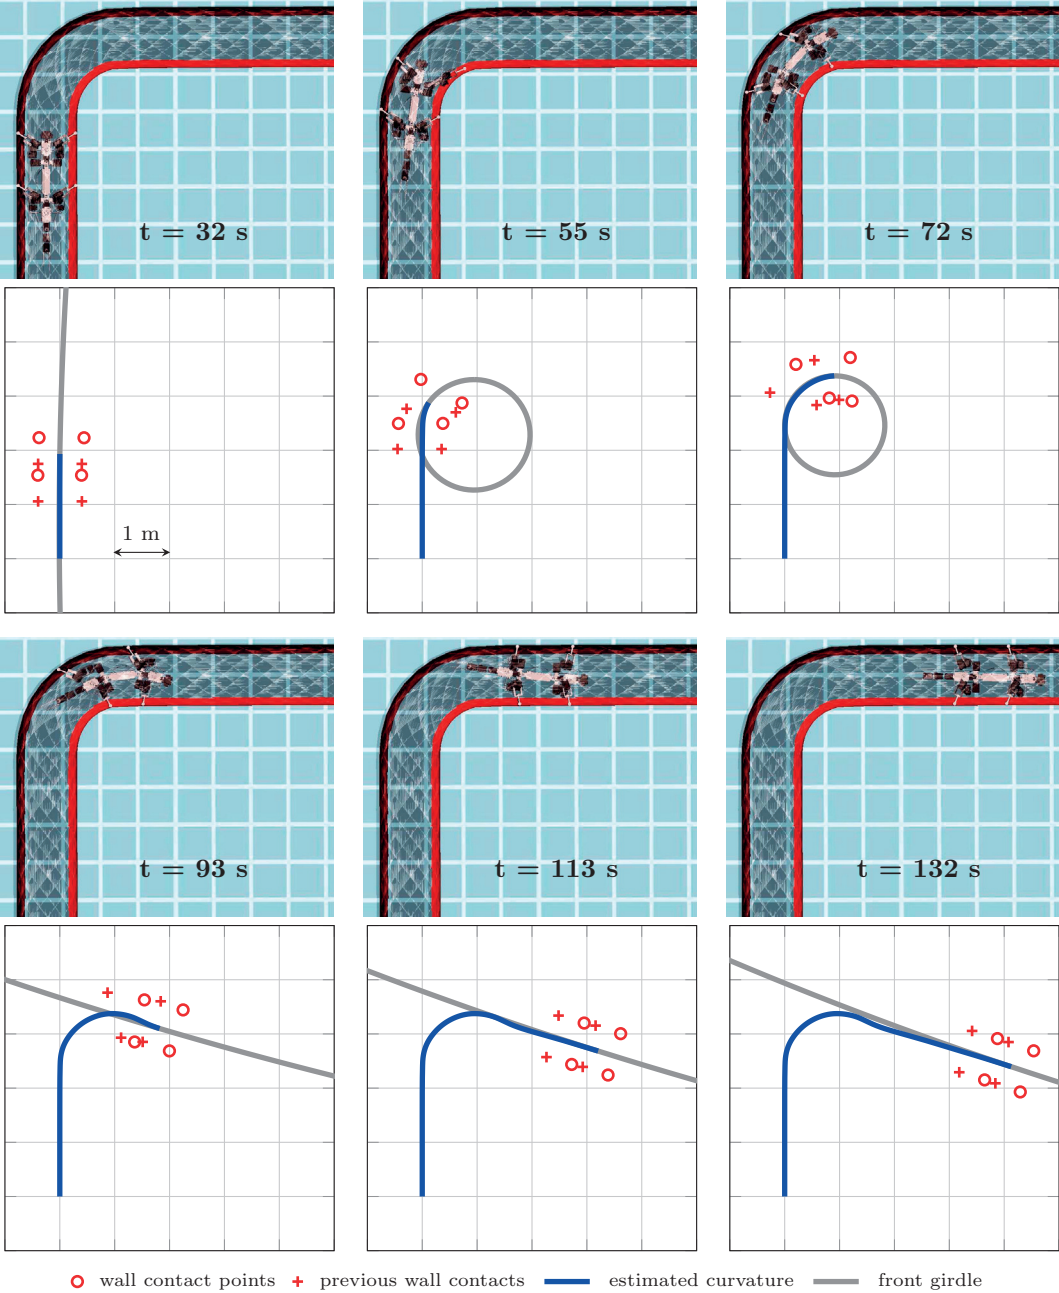 t = 32 s
t = 55 s
t = 72 s
1 m
t = 93 s
t = 113 s
t = 132 s
wall contact points previous wall contacts estimated curvature front girdle